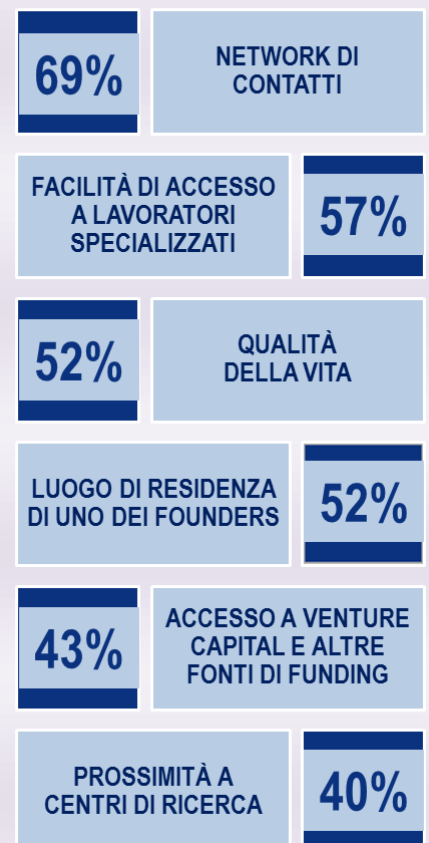 69%
NETWORK DI
CONTATTI
FACILITÀ DI ACCESSO
A LAVORATORI
SPECIALIZZATI
57%
52%
QUALITÀ
DELLA VITA
LUOGO DI RESIDENZA
DI UNO DEI FOUNDERS
52%
43%
ACCESSO A VENTURE
CAPITAL E ALTRE
FONTI DI FUNDING
PROSSIMITÀ A
CENTRI DI RICERCA
40%